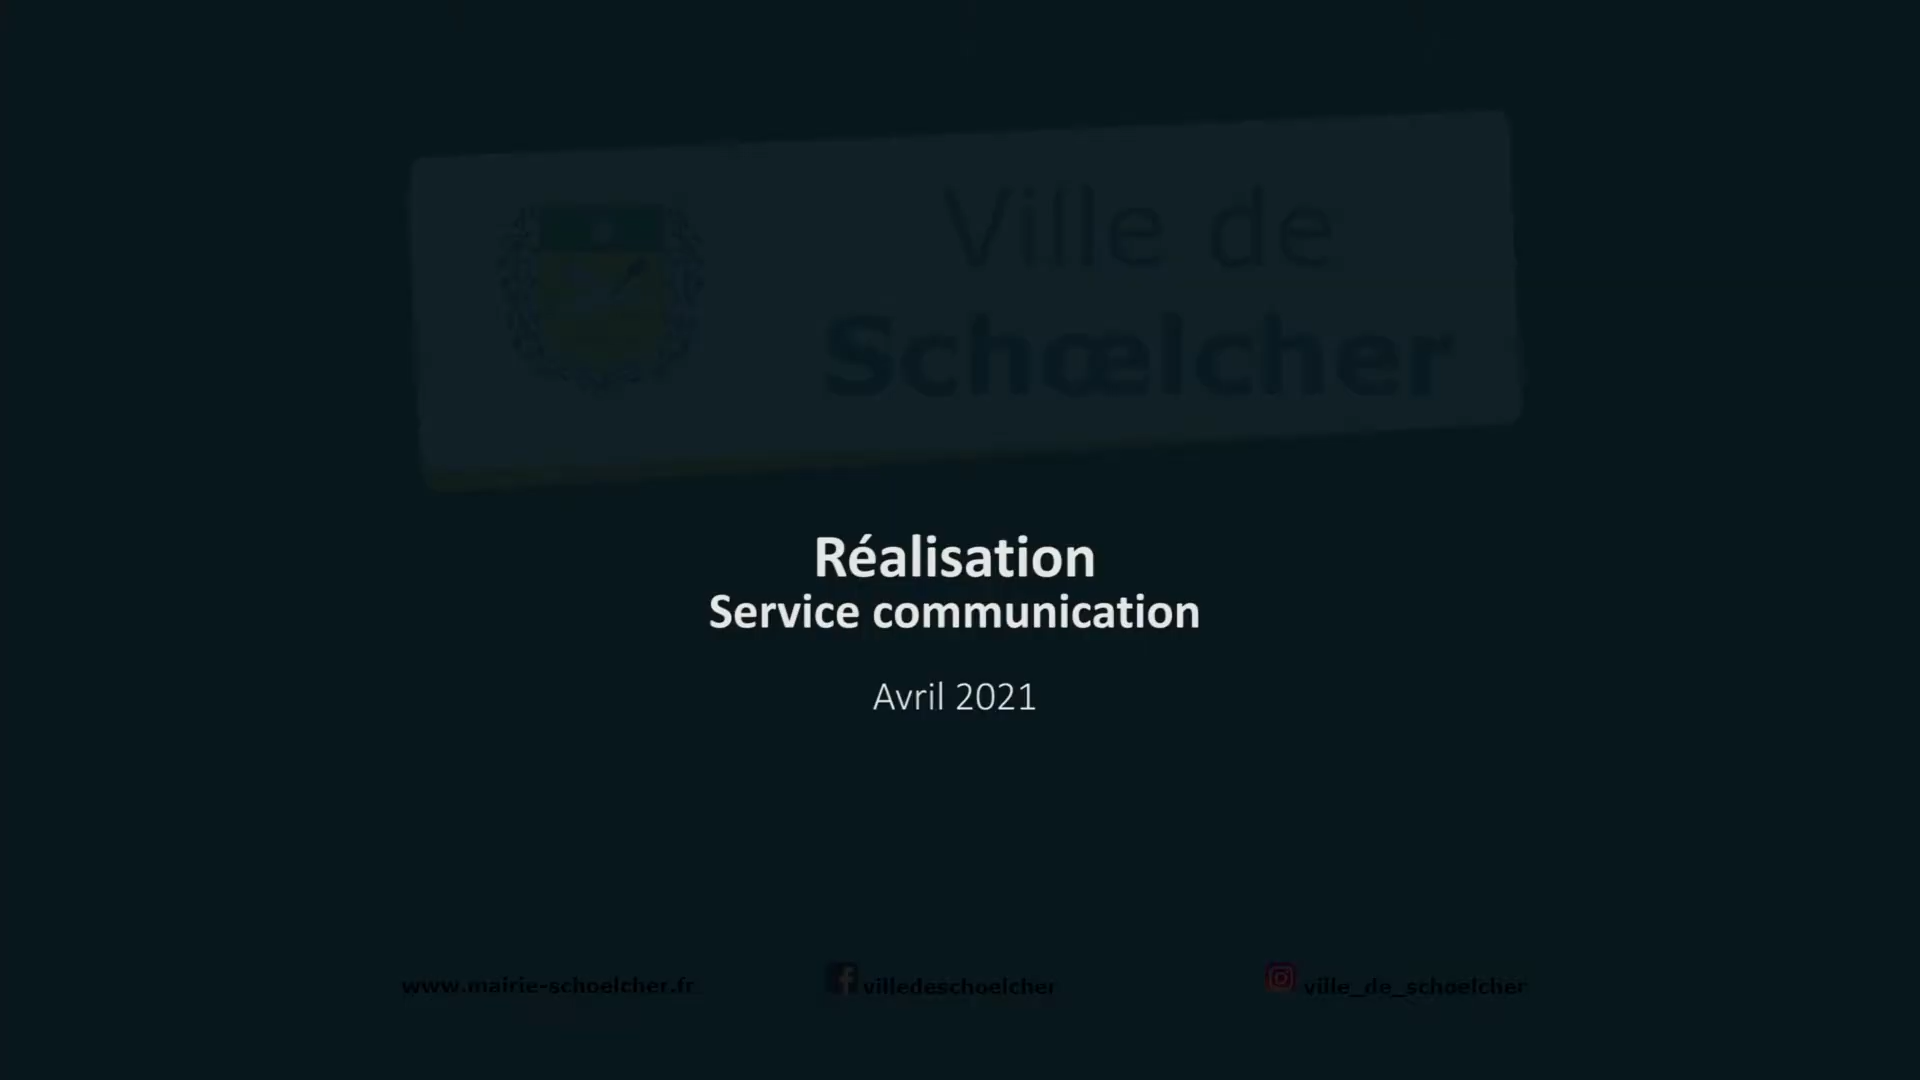 Ville de
Schœlcher
Réalisation
Service communication
Avril 2021
www.mairie-schoelcher.fr
villedeschoelcher
ville_de_schoelcher